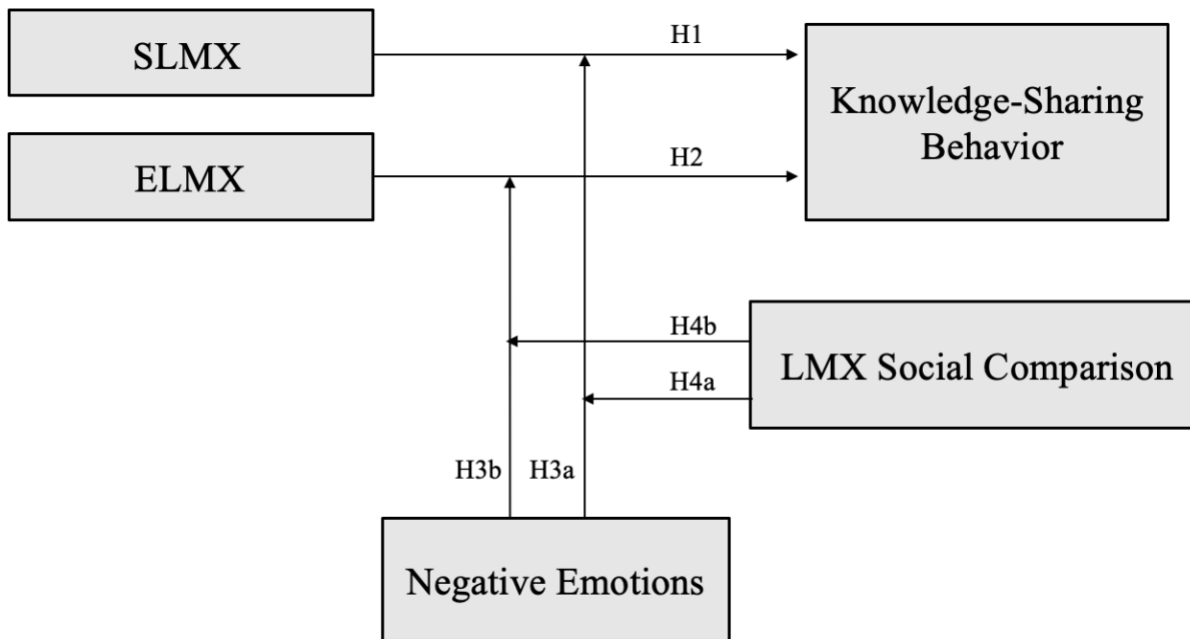 SLMX
H1
Knowledge-Sharing
Behavior
ELMX
H2
H4b
LMX Social Comparison
H4a
H3b
H3a
Negative Emotions